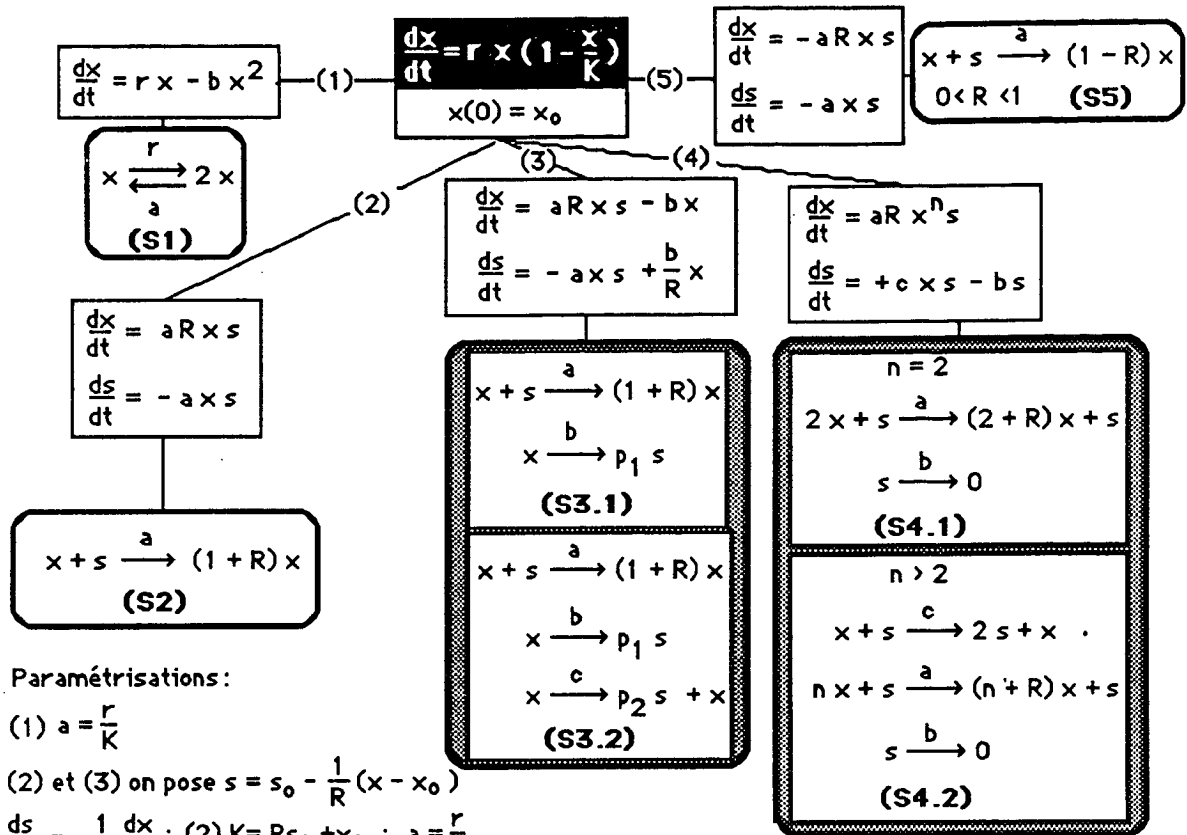 dx/dt = r x (1 - x/K)
x(0) = x₀
(1)
dx/dt = r x - b x²
x ⇄ 2 x
r
a
(S1)
(2)
dx/dt = a R x s
ds/dt = - a x s
x + s —a→ (1 + R) x
(S2)
(3)
dx/dt = a R x s - b x
ds/dt = - a x s + b/R x
x + s —a→ (1 + R) x
x —b→ p₁ s
(S3.1)
x + s —a→ (1 + R) x
x —b→ p₁ s
x —c→ p₂ s + x
(S3.2)
(4)
dx/dt = a R xⁿ s
ds/dt = + c x s - b s
n = 2
2 x + s —a→ (2 + R) x + s
s —b→ 0
(S4.1)
n > 2
x + s —c→ 2 s + x
n x + s —a→ (n + R) x + s
s —b→ 0
(S4.2)
(5)
dx/dt = - a R x s
ds/dt = - a x s
x + s —a→ (1 - R) x
0 < R < 1 (S5)
Paramétrisations:
(1) a = r/K
(2) et (3) on pose s = s₀ - 1/R (x - x₀)